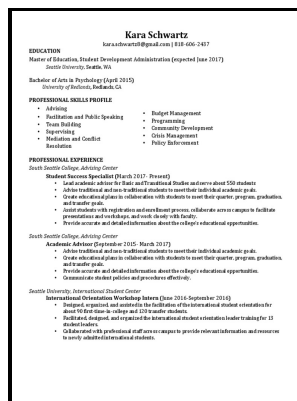 Kara Schwartz
kara.schwartz8@gmail.com | 818-606-2437
EDUCATION
Master of Education, Student Development Administration (expected June 2017)
Seattle University, Seattle, WA
Bachelor of Arts in Psychology (April 2015)
University of Redlands, Redlands, CA
PROFESSIONAL SKILLS PROFILE
• Advising
• Facilitation and Public Speaking
• Team Building
• Supervising
• Mediation and Conflict
Resolution
• Budget Management
• Programming
• Community Development
• Crisis Management
• Policy Enforcement
PROFESSIONAL EXPERIENCE
South Seattle College, Advising Center
Student Success Specialist (March 2017- Present)
• Lead academic advisor for Basic and Transitional Studies and serve about 550 students
• Advise traditional and non-traditional students to meet their individual academic goals.
• Create educational plans in collaboration with students to meet their quarter, program, graduation,
and transfer goals.
• Assist students with registration and enrollment process, collaborate across campus to facilitate
presentations and workshops, and work closely with faculty.
• Provide accurate and detailed information about the college's educational opportunities.
South Seattle College, Advising Center
Academic Advisor (September 2015- March 2017)
• Advise traditional and non-traditional students to meet their individual academic goals.
• Create educational plans in collaboration with students to meet their quarter, program, graduation,
and transfer goals.
• Provide accurate and detailed information about the college's educational opportunities.
• Communicate student policies and procedures effectively.
Seattle University, International Student Center
International Orientation Workshop Intern (June 2016-September 2016)
• Designed, organized, and assisted in the facilitation of the international student orientation for
about 90 first-time-in-college and 120 transfer students.
• Facilitated, designed, and organized the international student orientation leader training for 13
student leaders.
• Collaborated with professional staff across campus to provide relevant information and resources
to newly admitted international students.